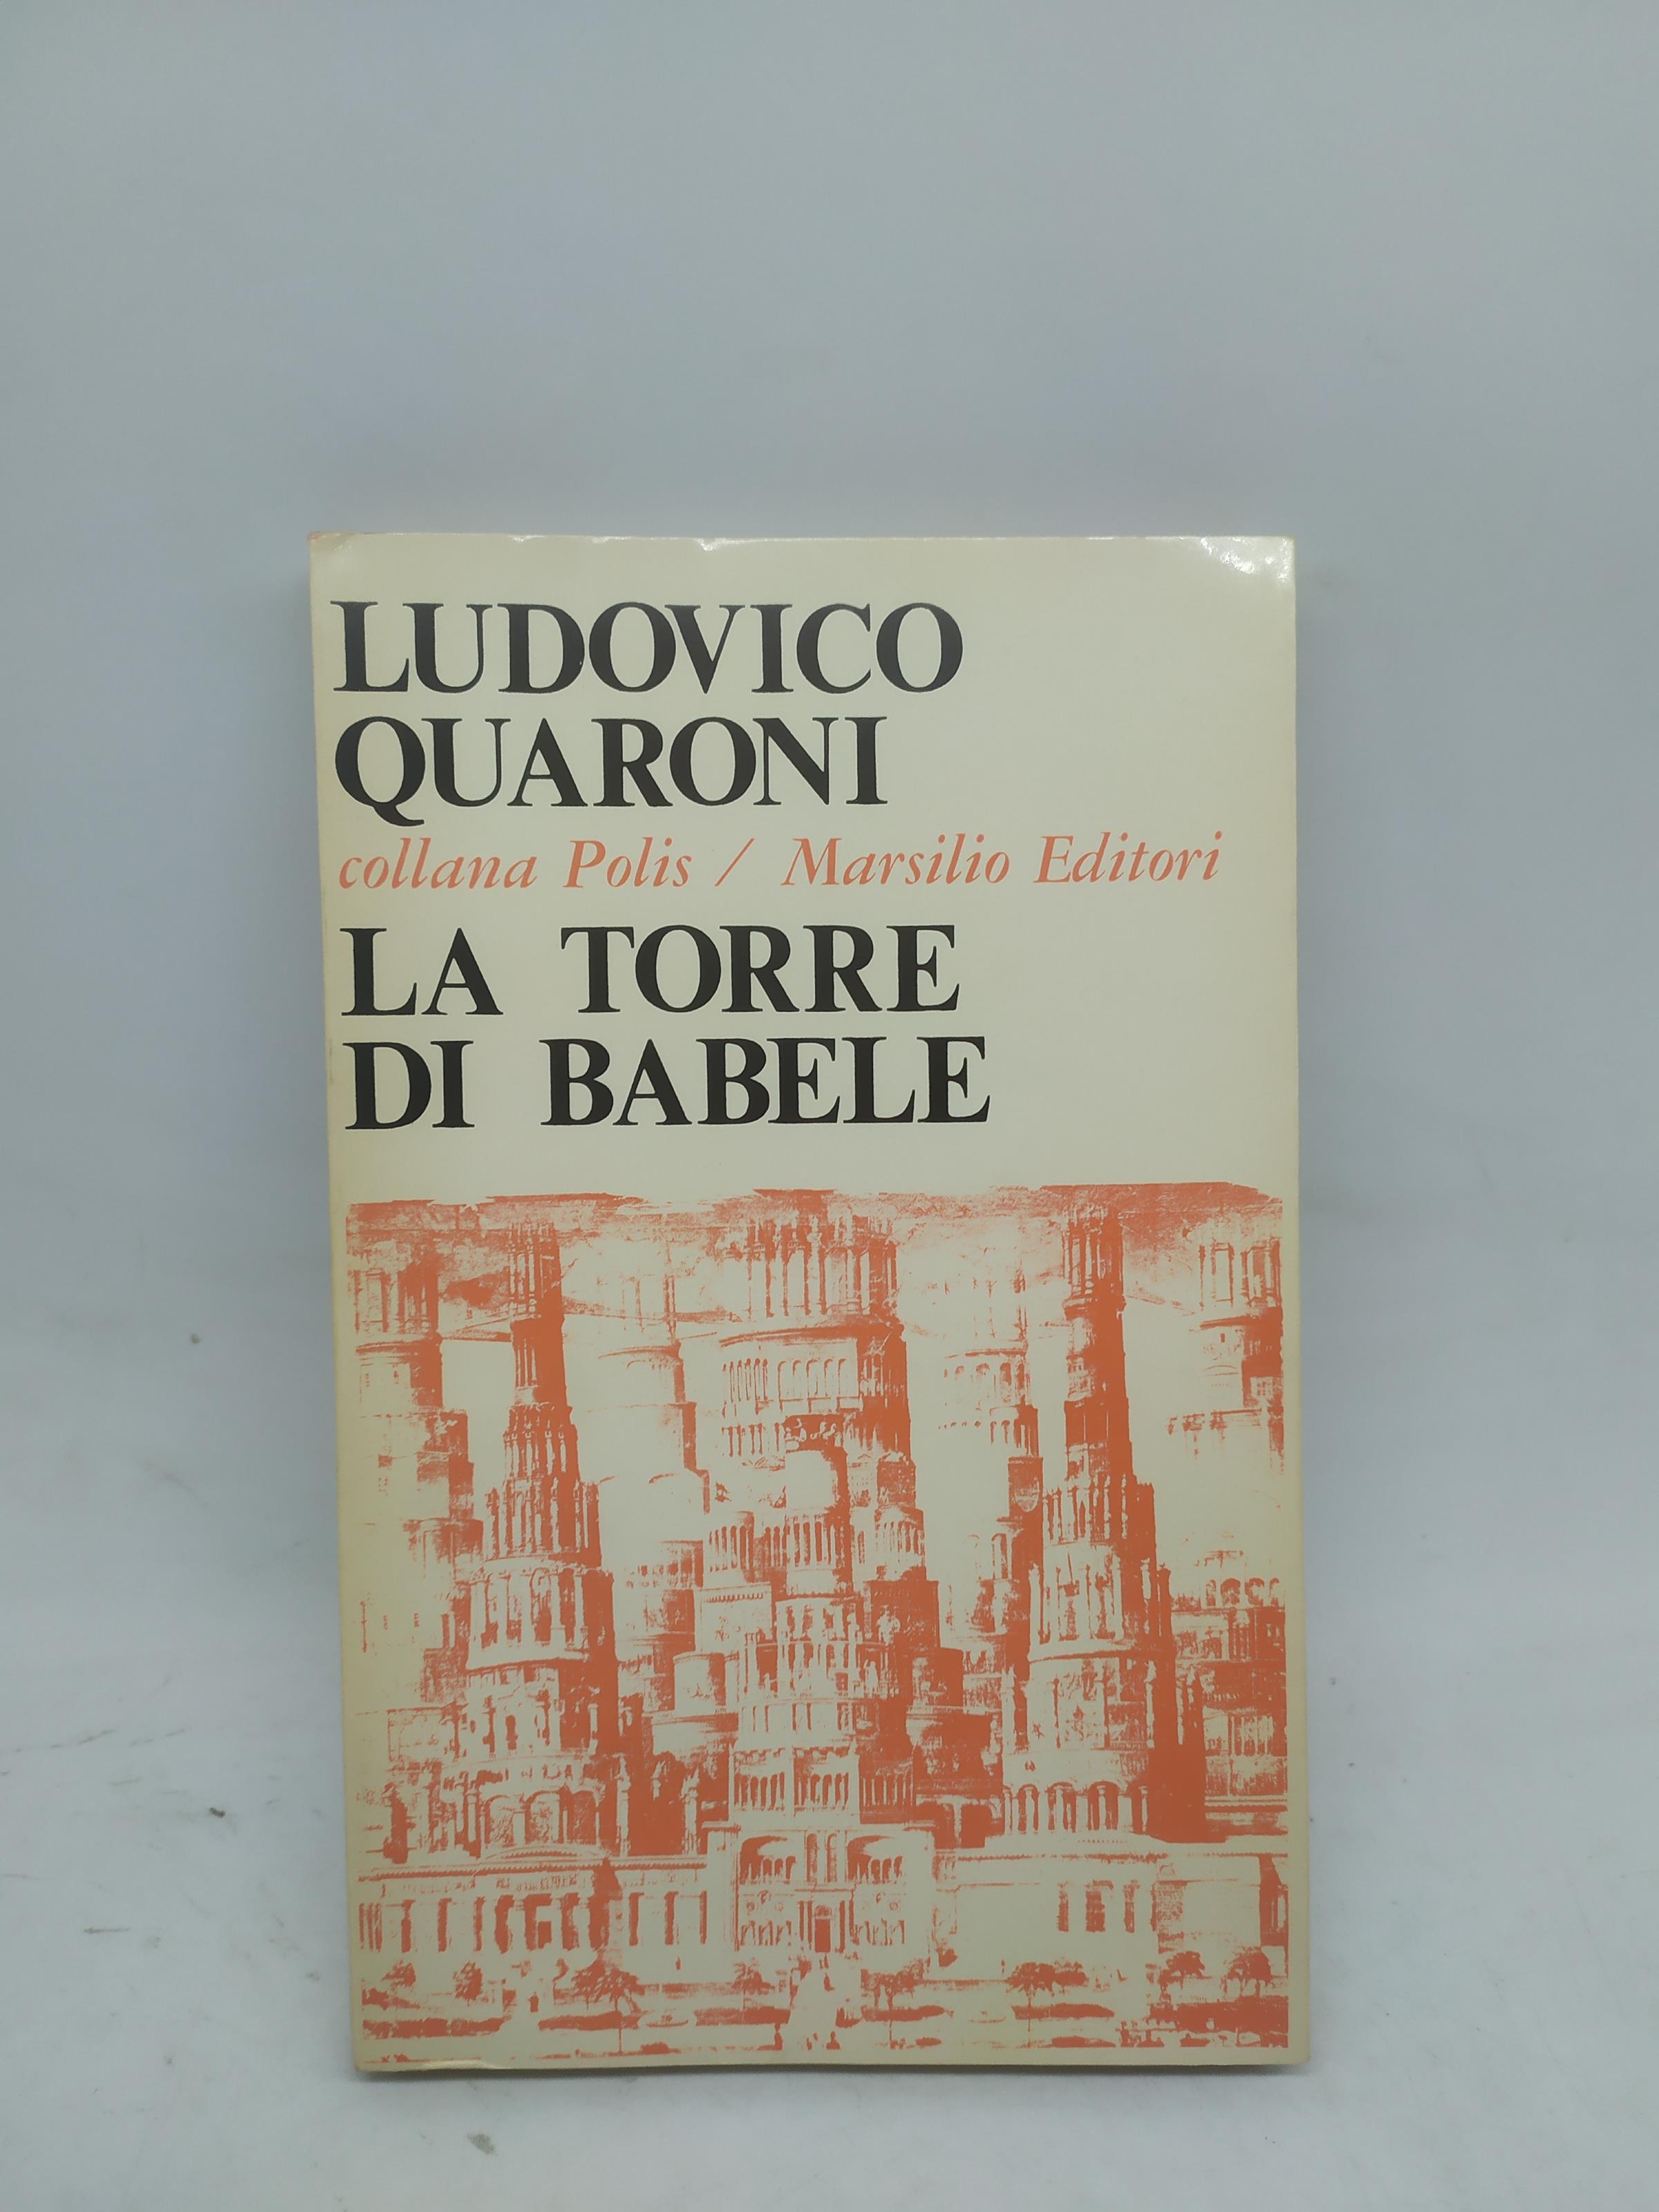 LUDOVICO
QUARONI
collana Polis / Marsilio Editori
LA TORRE
DI BABELE